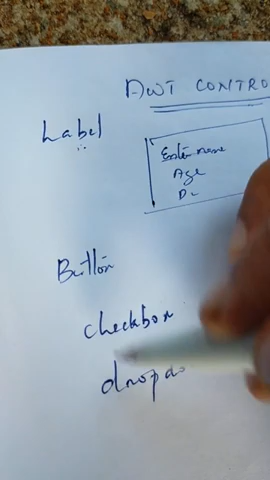 AWT CONTRO
Label
Enter name
Age
Button
checkbox
dropdo